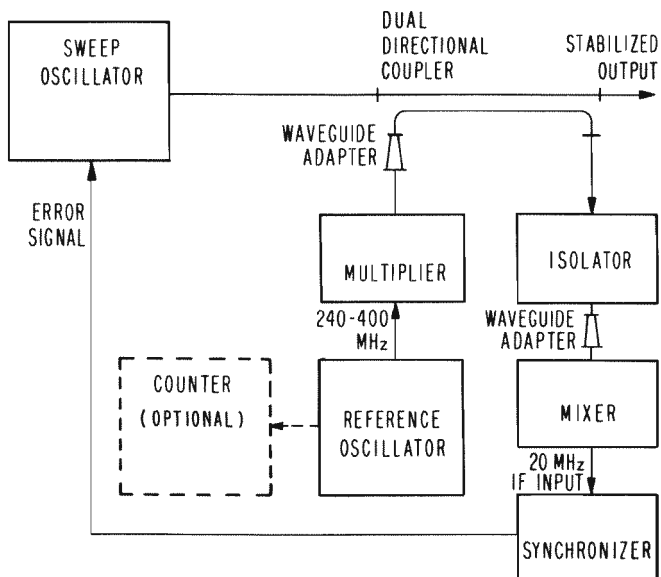 SWEEP
OSCILLATOR
DUAL
DIRECTIONAL
COUPLER
STABILIZED
OUTPUT
WAVEGUIDE
ADAPTER
ERROR
SIGNAL
MULTIPLIER
ISOLATOR
240-400
MHz
WAVEGUIDE
ADAPTER
COUNTER
(OPTIONAL)
REFERENCE
OSCILLATOR
MIXER
20 MHz
IF INPUT
SYNCHRONIZER